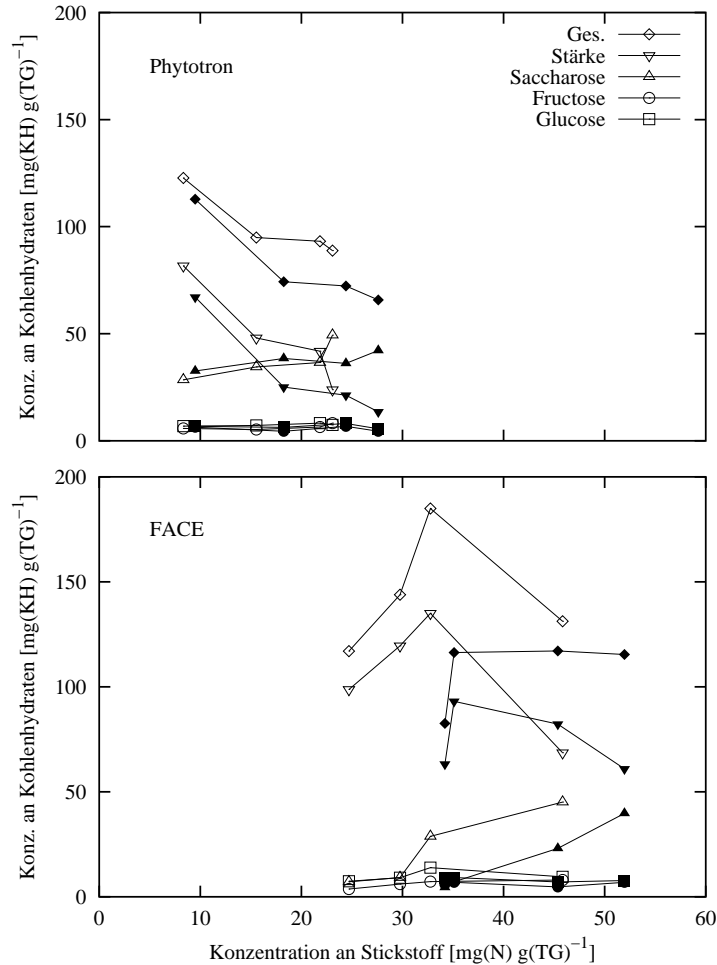 200
150
100
50
0
Konz. an Kohlenhydraten [mg(KH) g(TG)⁻¹]
Phytotron
Ges.
Stärke
Saccharose
Fructose
Glucose
200
150
100
50
0
Konz. an Kohlenhydraten [mg(KH) g(TG)⁻¹]
FACE
0 10 20 30 40 50 60
Konzentration an Stickstoff [mg(N) g(TG)⁻¹]